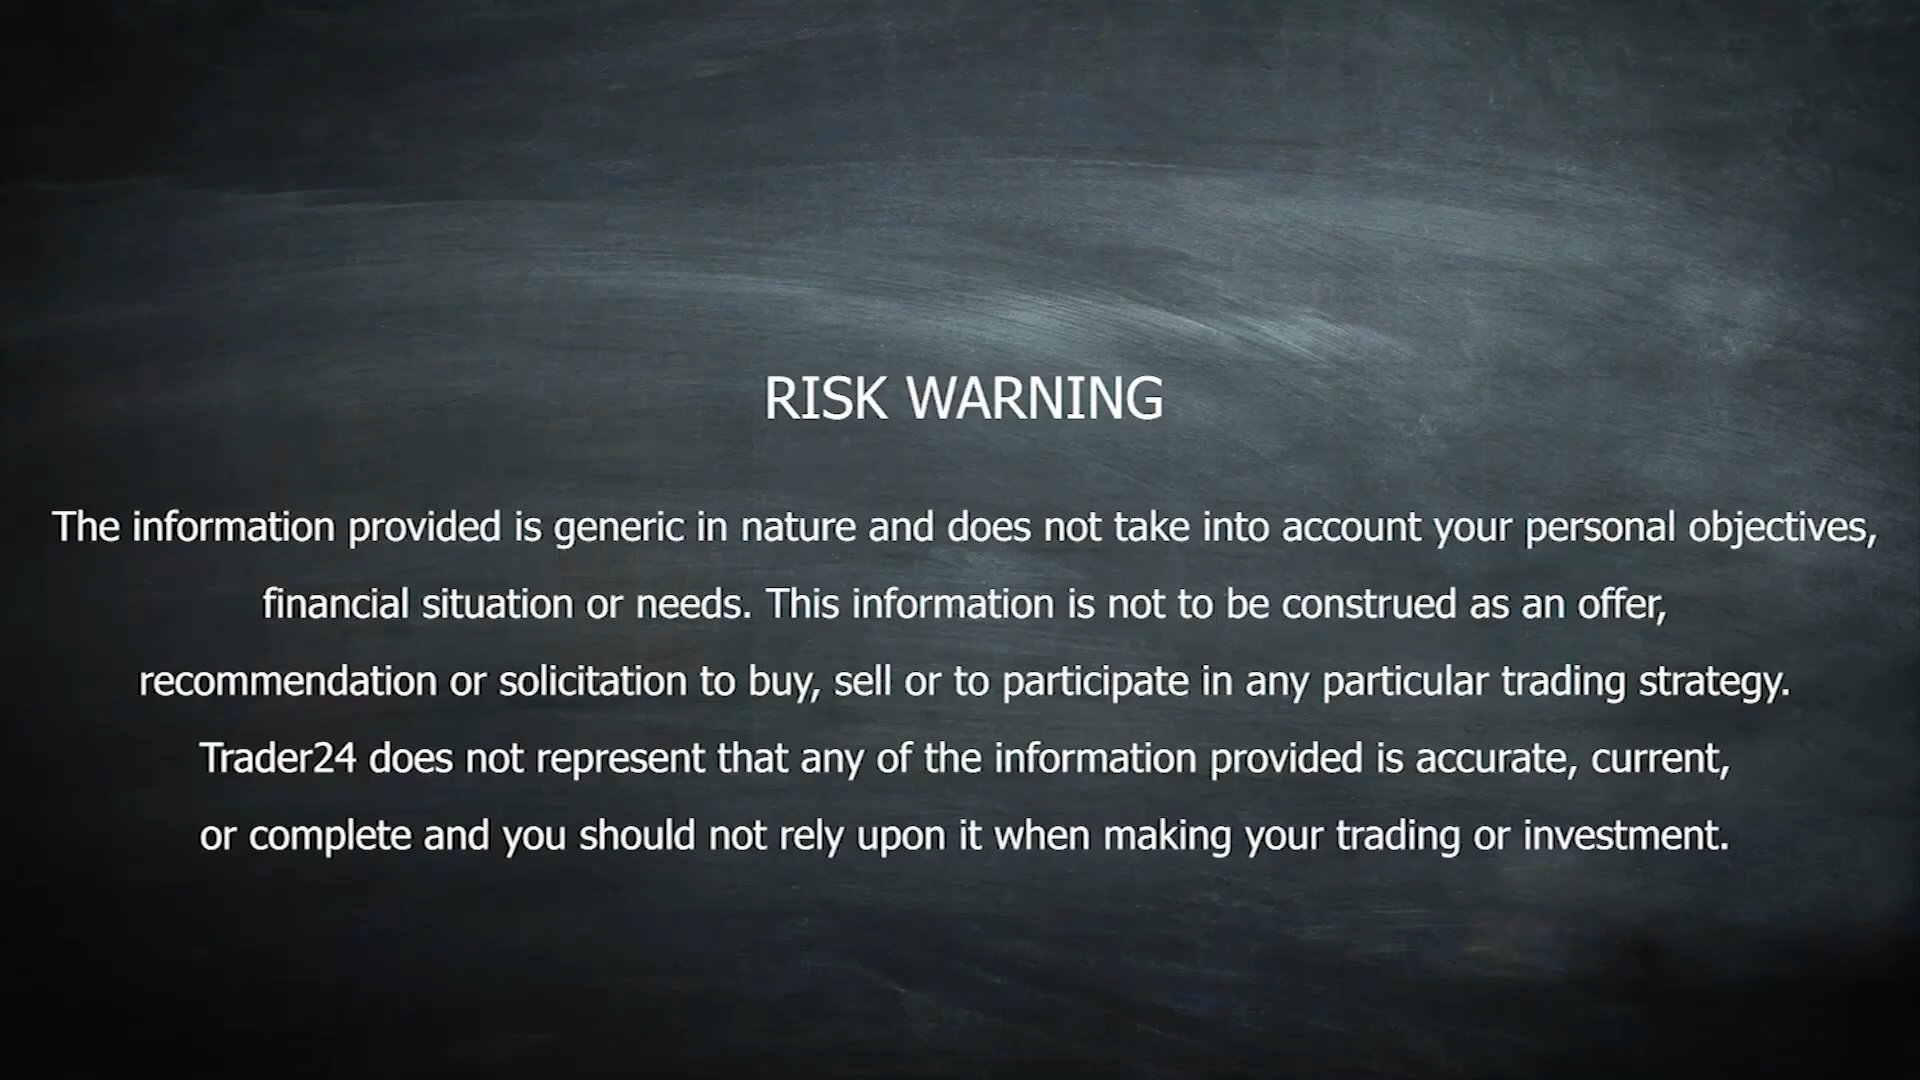 RISK WARNING
The information provided is generic in nature and does not take into account your personal objectives,
financial situation or needs. This information is not to be construed as an offer,
recommendation or solicitation to buy, sell or to participate in any particular trading strategy.
Trader24 does not represent that any of the information provided is accurate, current,
or complete and you should not rely upon it when making your trading or investment.